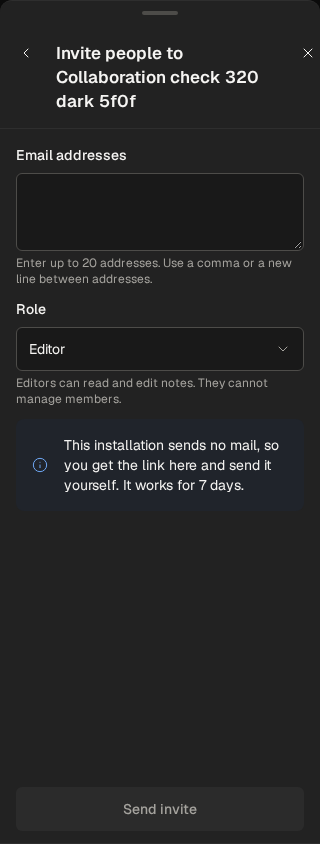 Invite people to
Collaboration check 320
dark 5f0f
Email addresses
Enter up to 20 addresses. Use a comma or a new
line between addresses.
Role
Editor
Editors can read and edit notes. They cannot
manage members.
This installation sends no mail, so
you get the link here and send it
yourself. It works for 7 days.
Send invite